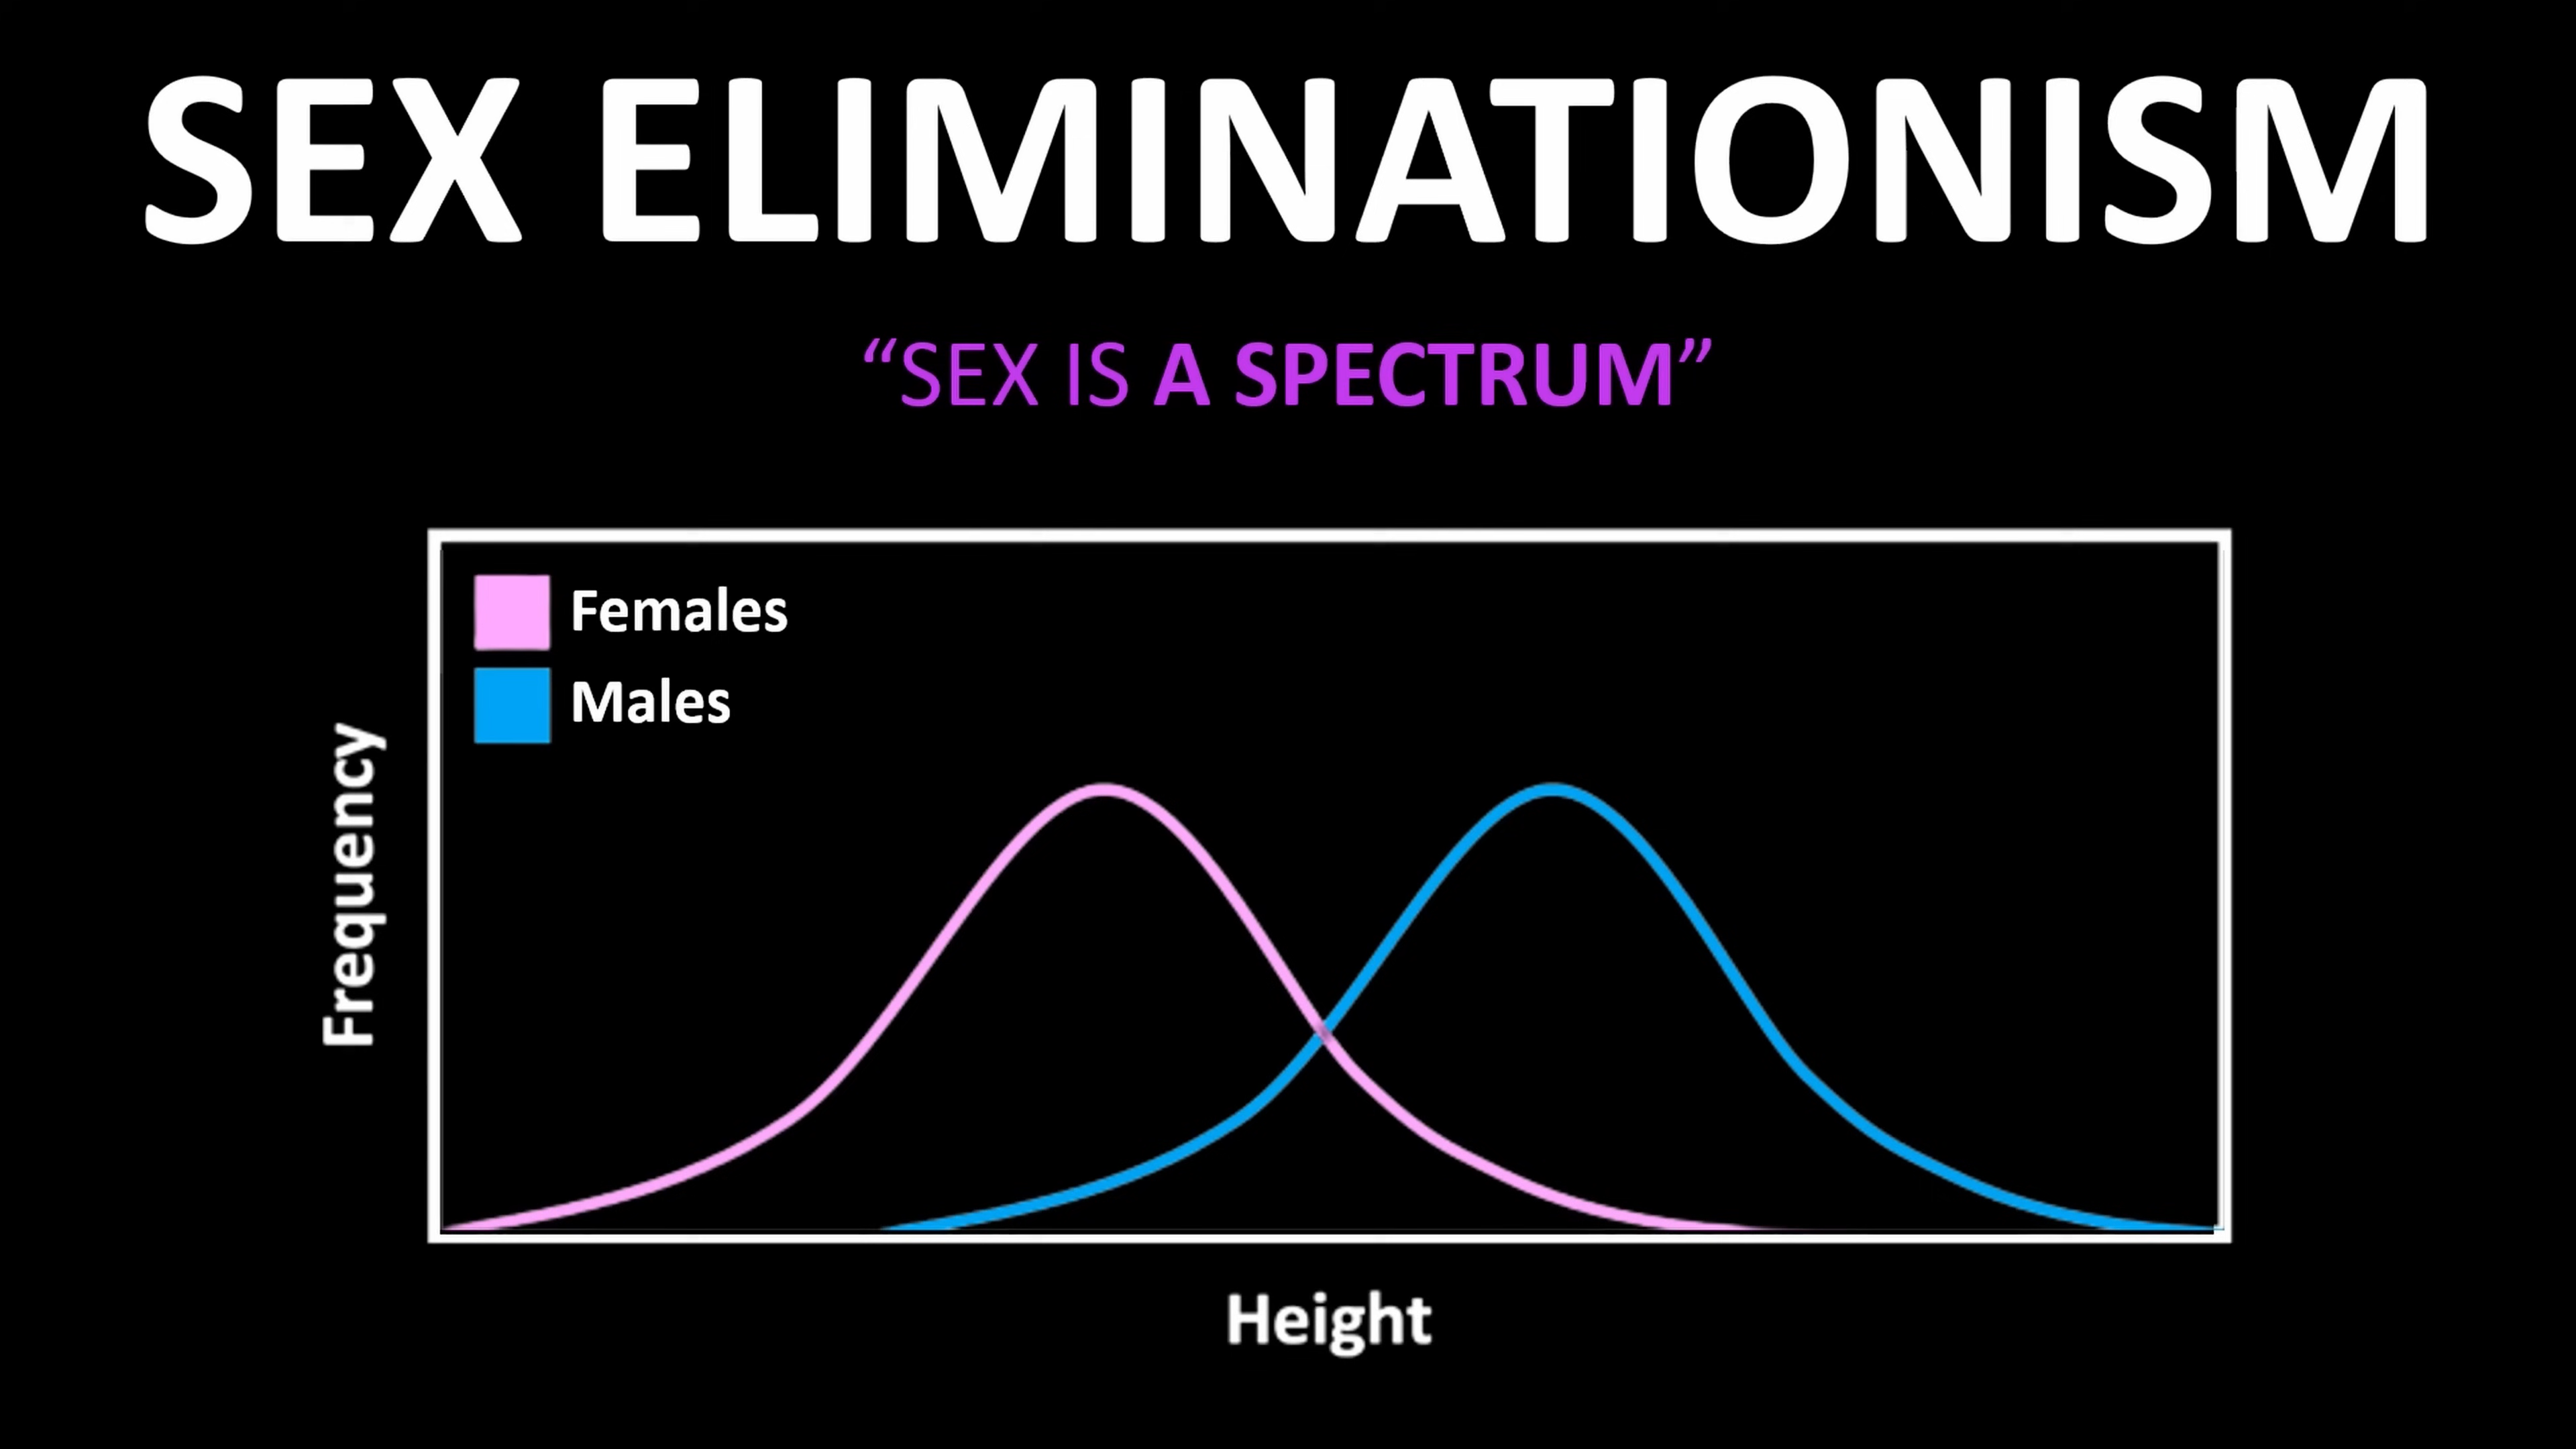 SEX ELIMINATIONISM
“SEX IS A SPECTRUM”
Females
Males
Frequency
Height